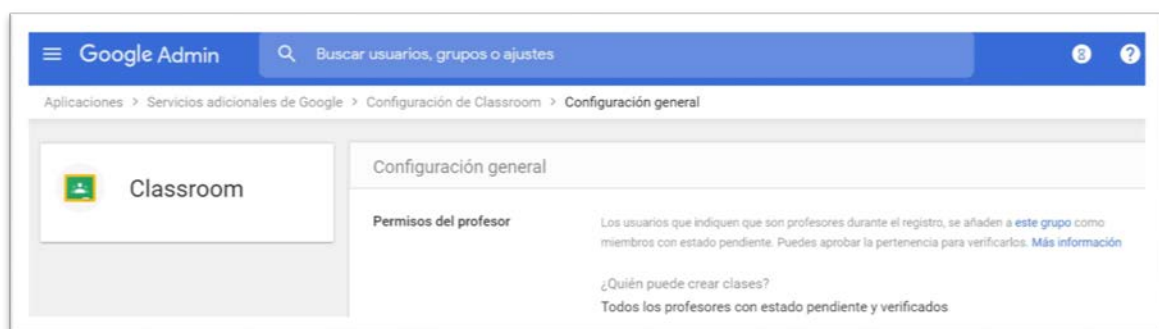 Google Admin
Buscar usuarios, grupos o ajustes
8
?
Aplicaciones > Servicios adicionales de Google > Configuración de Classroom > Configuración general
Classroom
Configuración general
Permisos del profesor
Los usuarios que indiquen que son profesores durante el registro, se añaden a este grupo como
miembros con estado pendiente. Puedes aprobar la pertenencia para verificarlos. Más información
¿Quién puede crear clases?
Todos los profesores con estado pendiente y verificados